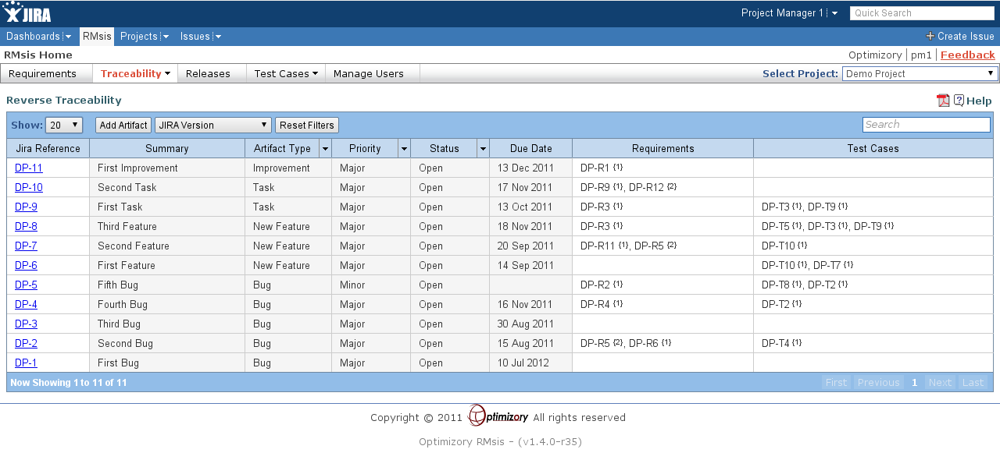 JIRA Project Manager 1 Quick Search
Dashboards RMsis Projects Issues Create Issue
RMsis Home Optimizory pm1 Feedback
Requirements Traceability Releases Test Cases Manage Users Select Project: Demo Project
Reverse Traceability Help
Show: 20 Add Artifact JIRA Version Reset Filters Search
Jira Reference Summary Artifact Type Priority Status Due Date Requirements Test Cases
DP-11 First Improvement Improvement Major Open 13 Dec 2011 DP-R1 {1}
DP-10 Second Task Task Major Open 17 Nov 2011 DP-R9 {1}, DP-R12 {2}
DP-9 First Task Task Major Open 13 Oct 2011 DP-R3 {1} DP-T3 {1}, DP-T9 {1}
DP-8 Third Feature New Feature Major Open 18 Nov 2011 DP-R3 {1} DP-T5 {1}, DP-T3 {1}, DP-T9 {1}
DP-7 Second Feature New Feature Major Open 20 Sep 2011 DP-R11 {1}, DP-R5 {2} DP-T10 {1}
DP-6 First Feature New Feature Major Open 14 Sep 2011 DP-T10 {1}, DP-T7 {1}
DP-5 Fifth Bug Bug Minor Open DP-R2 {1} DP-T8 {1}, DP-T2 {1}
DP-4 Fourth Bug Bug Major Open 16 Nov 2011 DP-R4 {1} DP-T2 {1}
DP-3 Third Bug Bug Major Open 30 Aug 2011
DP-2 Second Bug Bug Major Open 15 Aug 2011 DP-R5 {2}, DP-R6 {1} DP-T4 {1}
DP-1 First Bug Bug Major Open 10 Jul 2012
Now Showing 1 to 11 of 11 First Previous 1 Next Last
Copyright © 2011 Optimizory All rights reserved
Optimizory RMsis - (v1.4.0-r35)